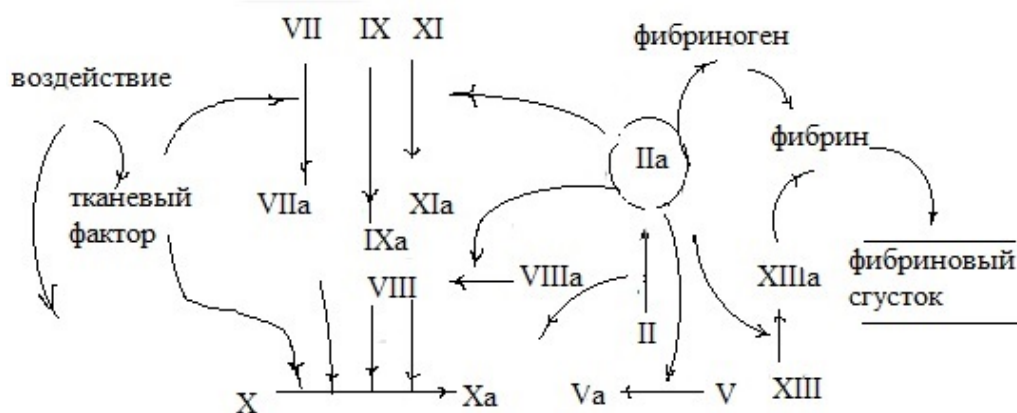 VII IX XI
фибриноген
воздействие
фибрин
IIa
тканевый
фактор
VIIa
XIa
IXa
VIII
VIIIa
XIIIa
фибриновый
сгусток
II
X
Xa
Va
V
XIII